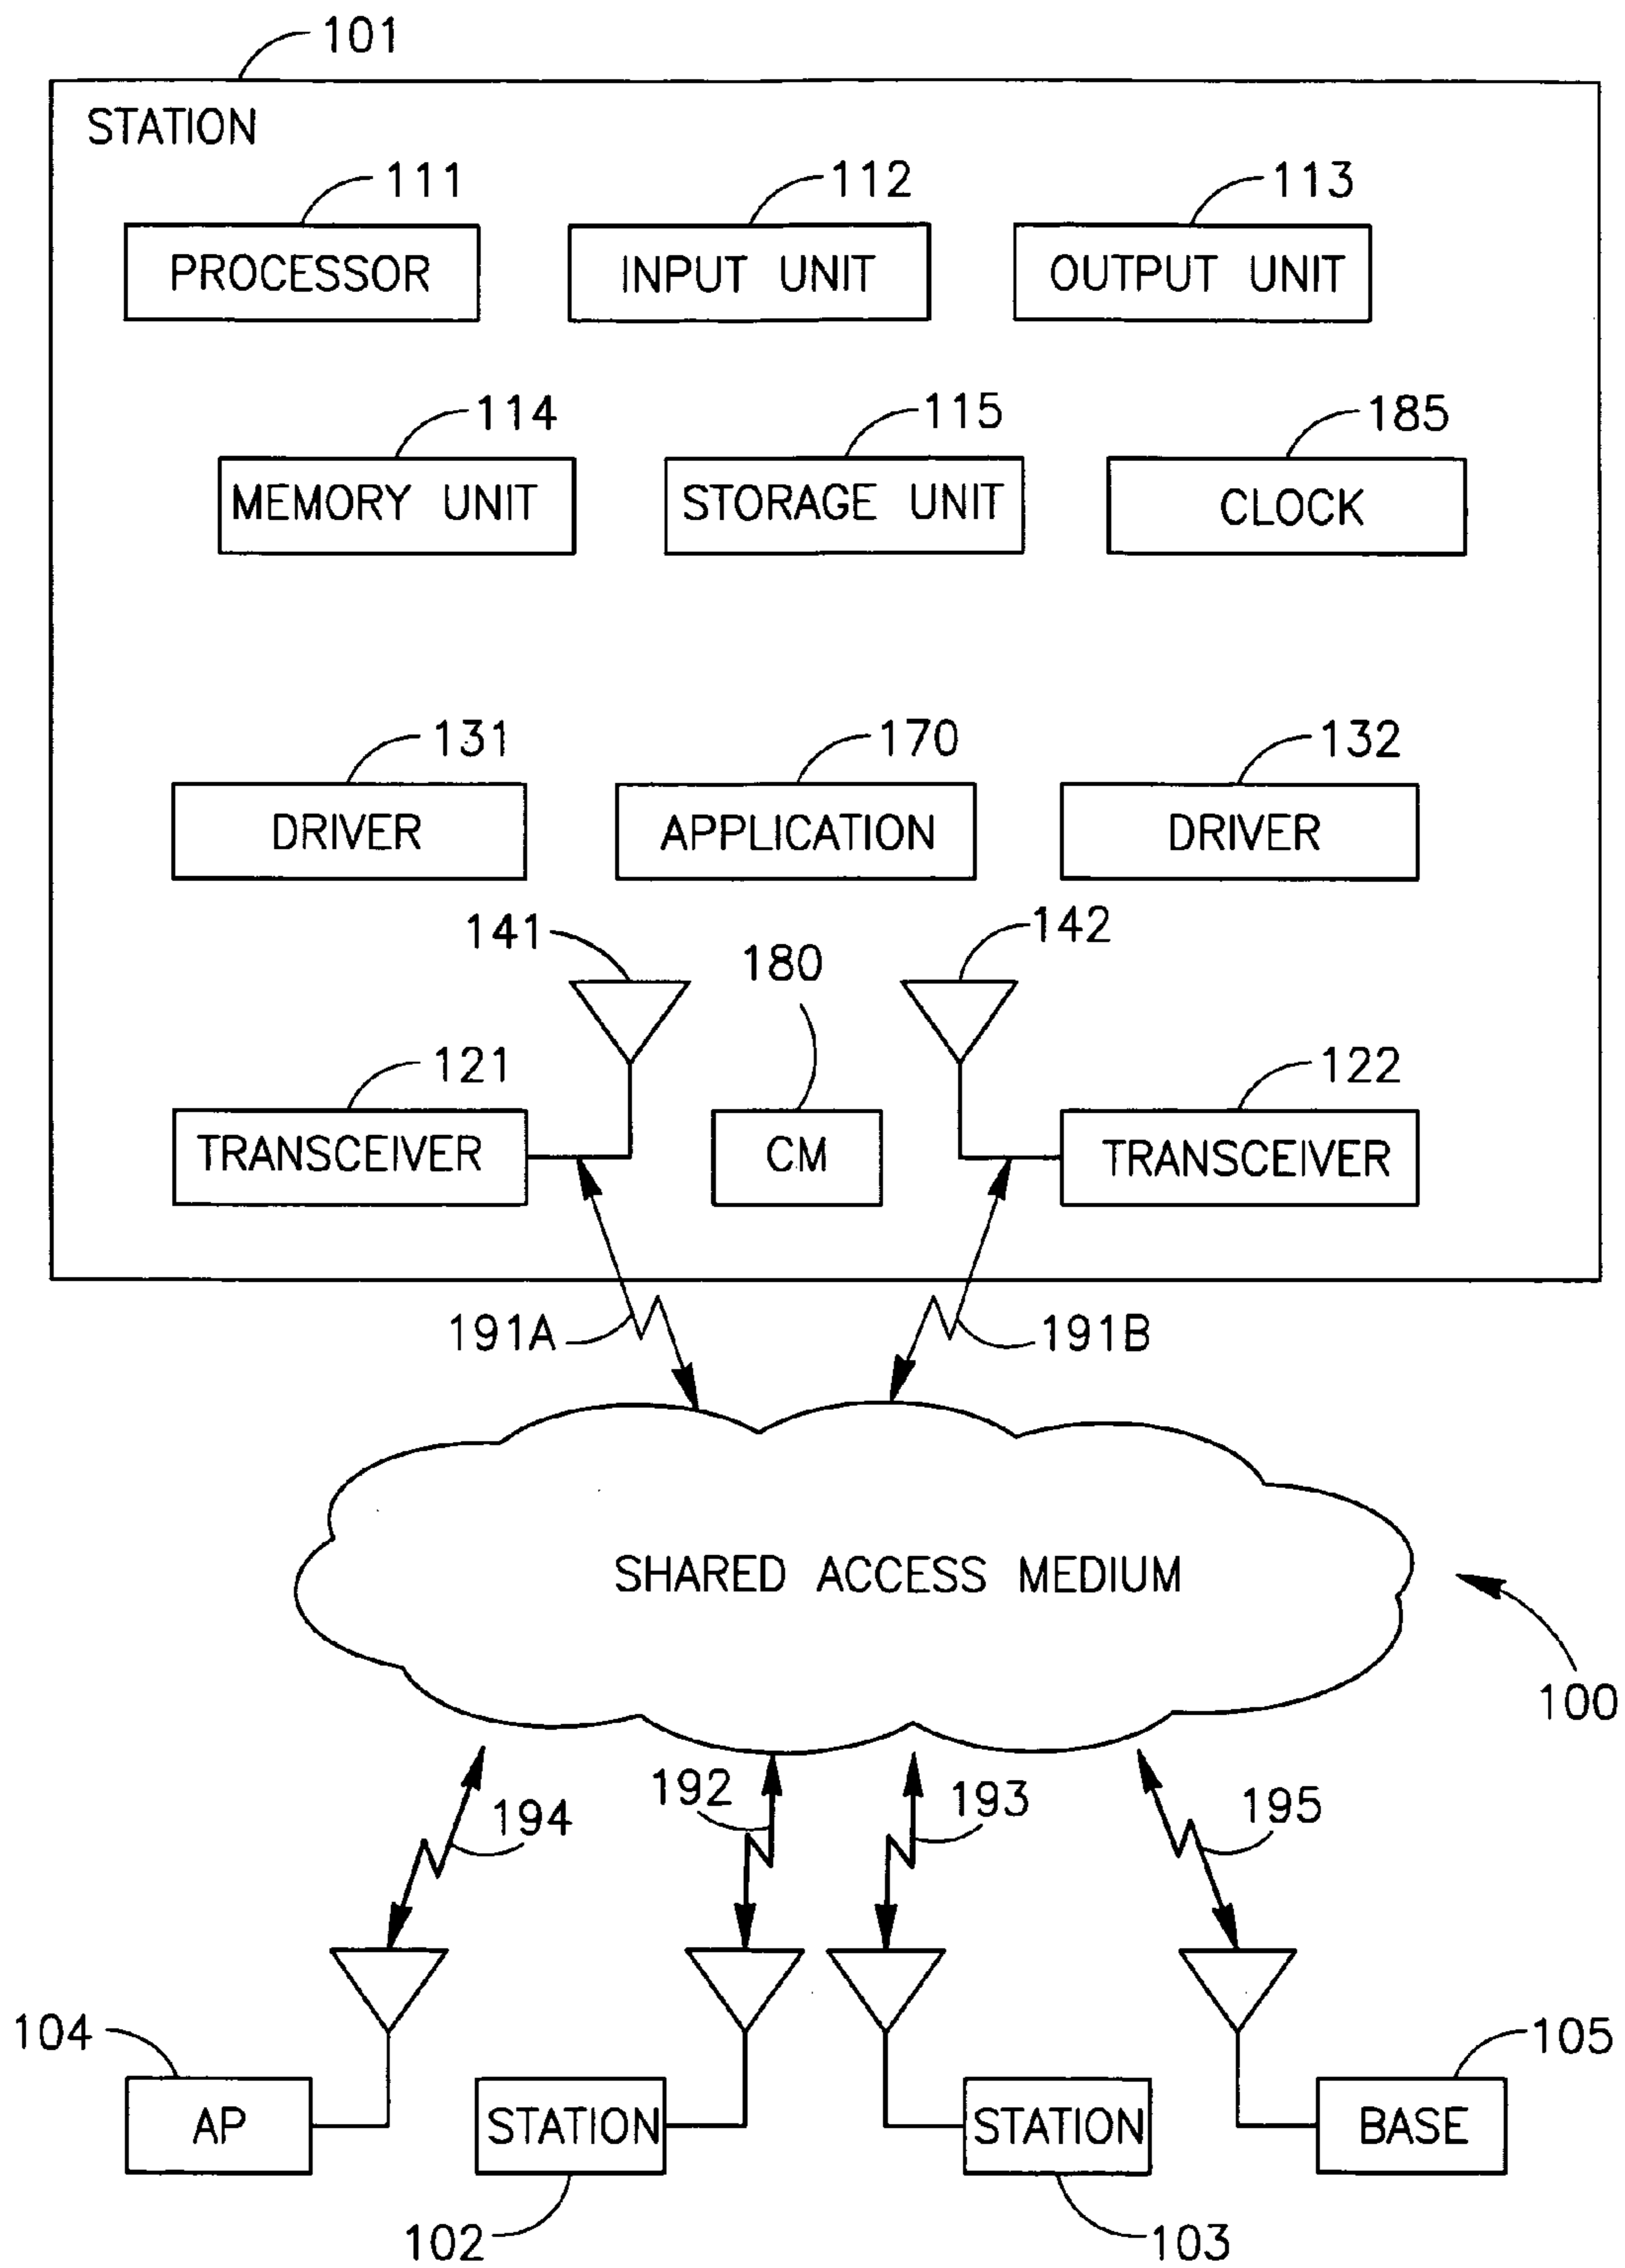 101
STATION
111
112
113
PROCESSOR
INPUT UNIT
OUTPUT UNIT
114
115
185
MEMORY UNIT
STORAGE UNIT
CLOCK
131
170
132
DRIVER
APPLICATION
DRIVER
141
180
142
121
122
TRANSCEIVER
CM
TRANSCEIVER
191A
191B
SHARED ACCESS MEDIUM
100
194
192
193
195
104
105
AP
STATION
STATION
BASE
102
103